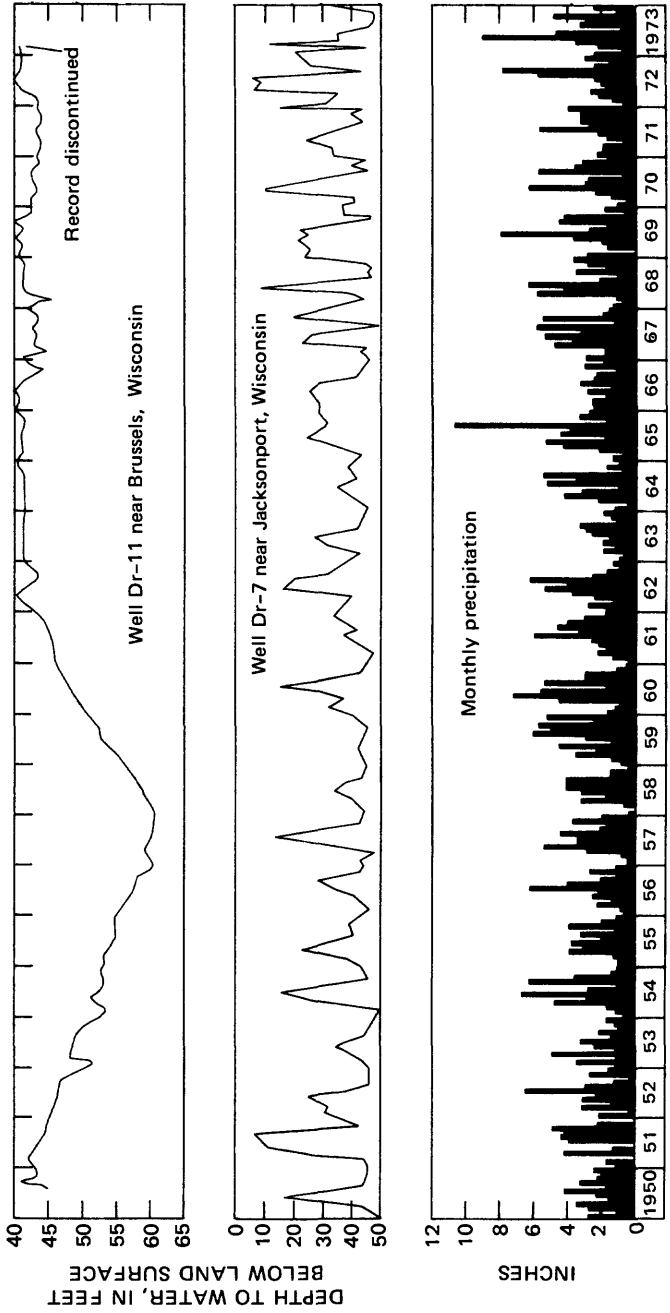 DEPTH TO WATER, IN FEET
BELOW LAND SURFACE
40
45
50
55
60
65
Well Dr-11 near Brussels, Wisconsin
Record discontinued
0
10
20
30
40
50
Well Dr-7 near Jacksonport, Wisconsin
INCHES
12
10
8
6
4
2
0
Monthly precipitation
1950 51 52 53 54 55 56 57 58 59 60 61 62 63 64 65 66 67 68 69 70 71 72 1973